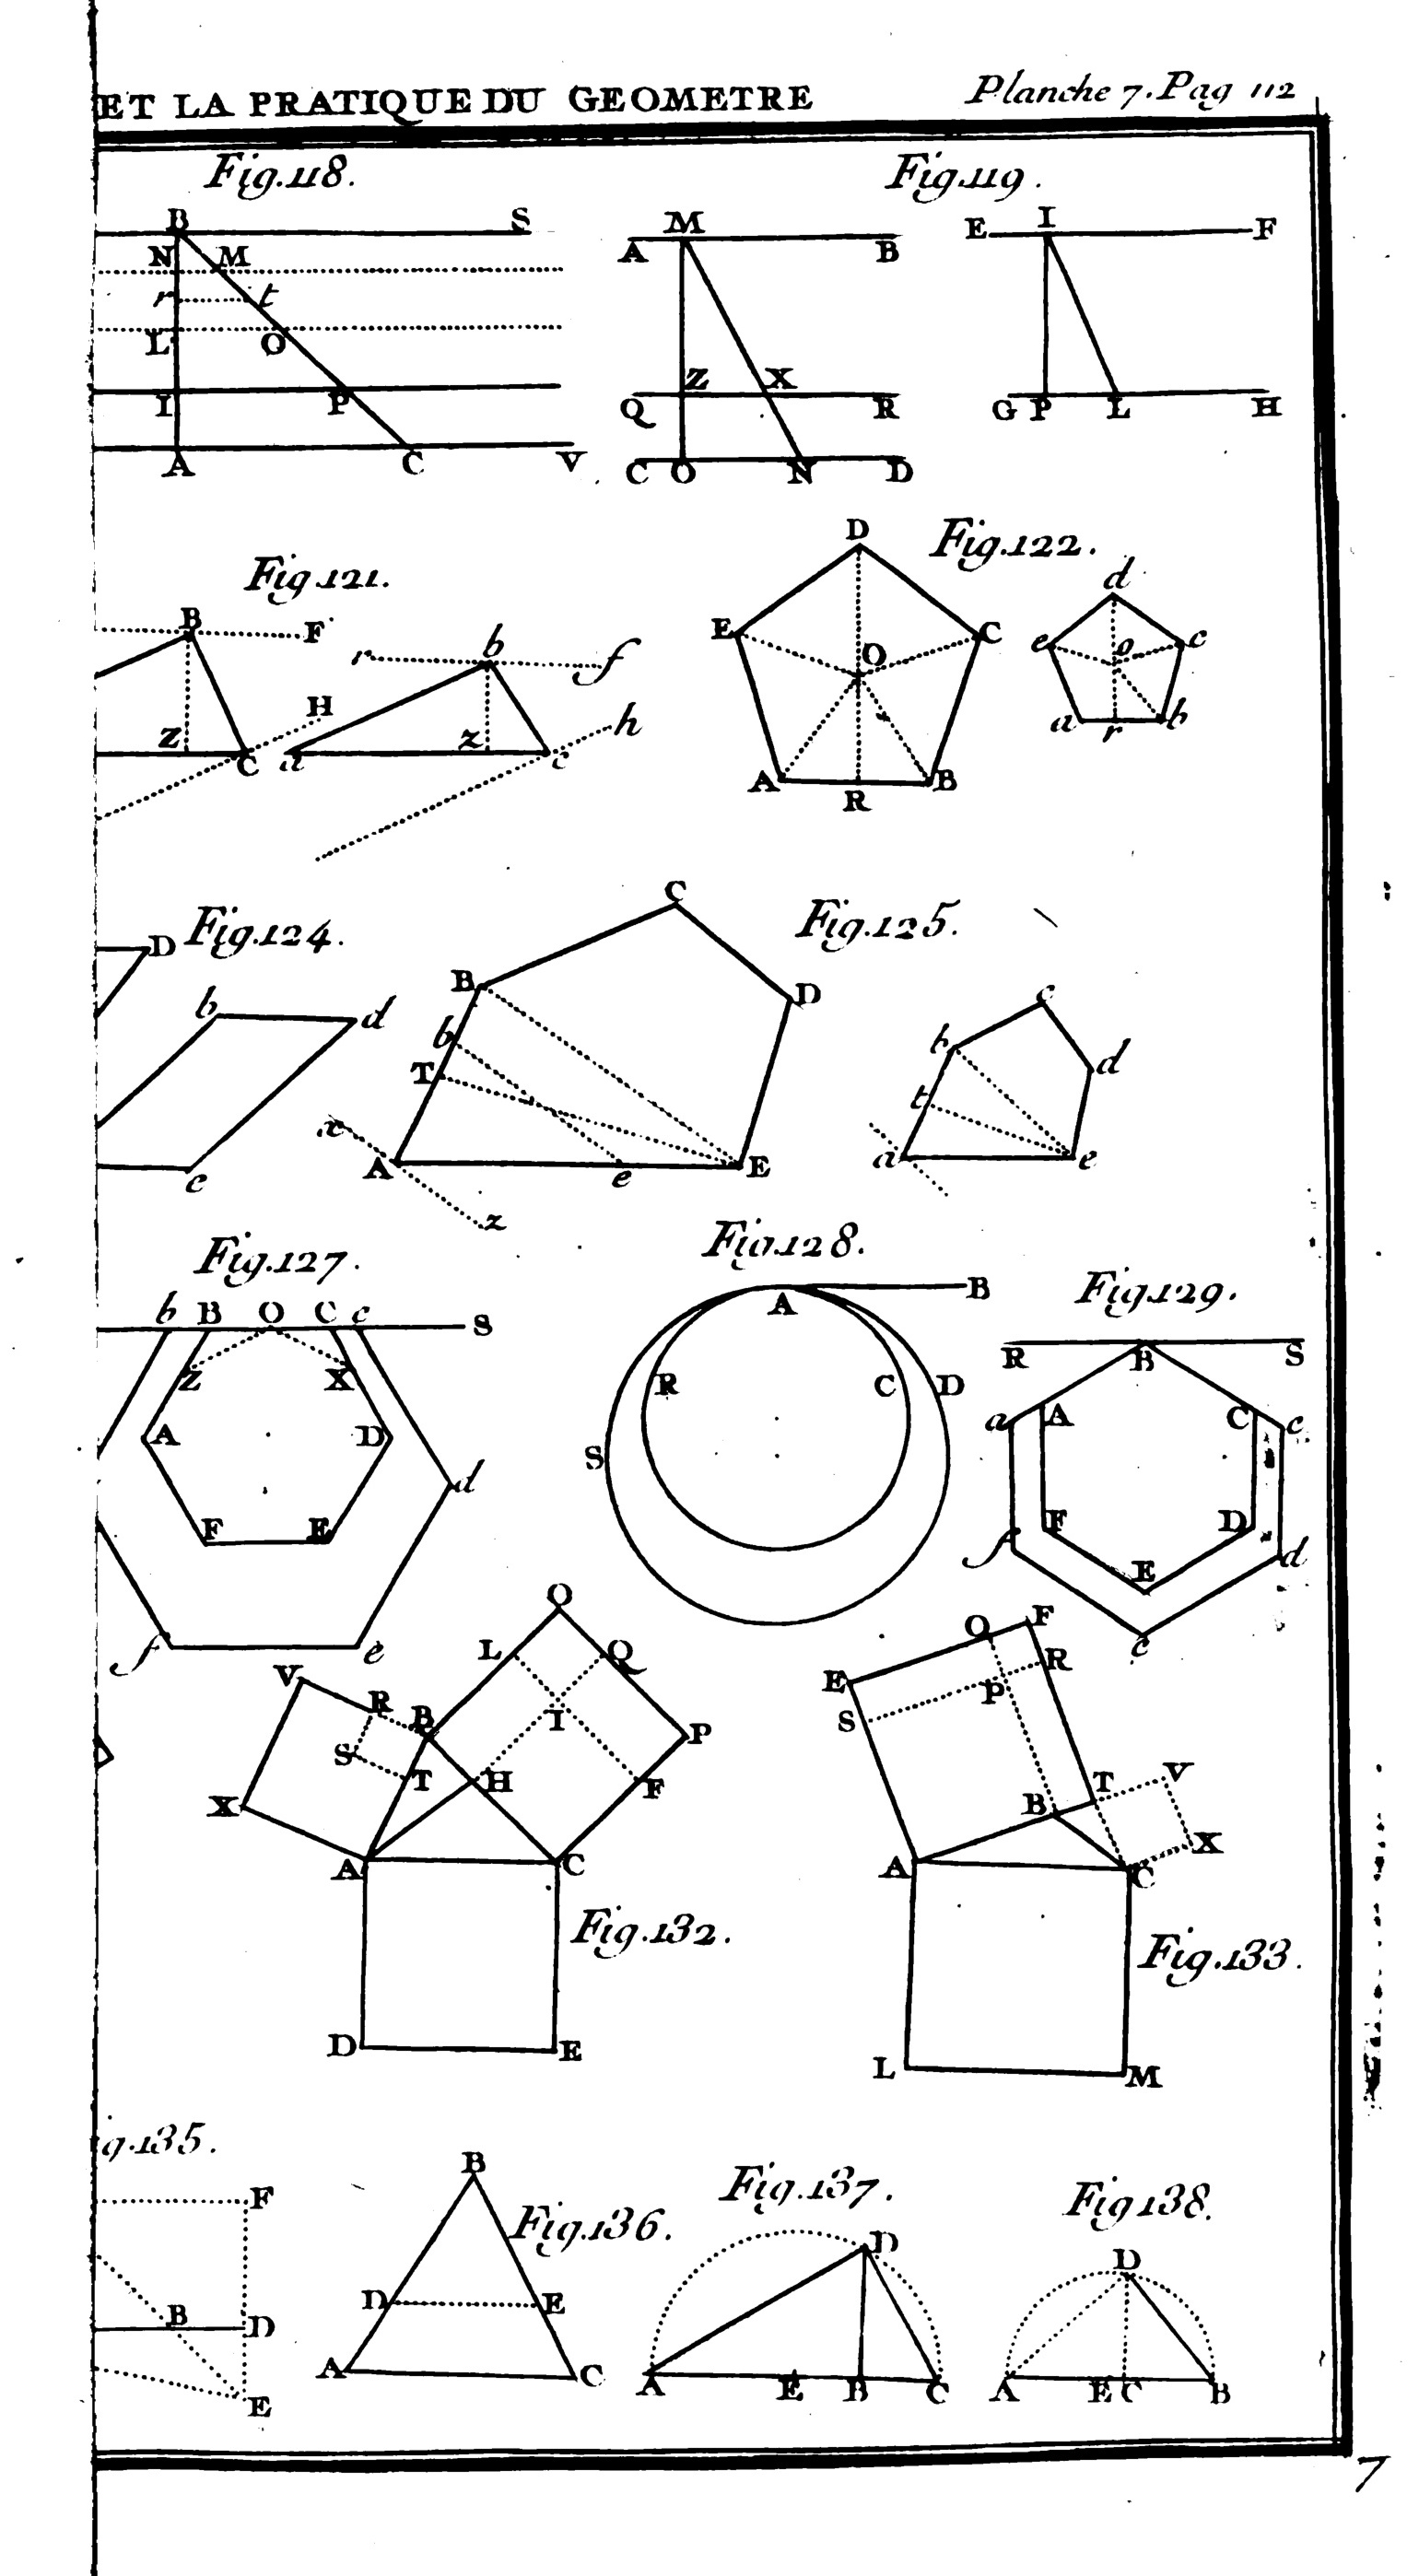 ET LA PRATIQUE DU GEOMETRE
Planche 7. Pag 112
Fig. 118.
Fig. 119.
B S
N M
r t
L O
I P
A C V
M
A B
Z X
Q R
C O N D
I
E F
G P L H
Fig. 121.
Fig. 122.
B F
H
Z C
r b f
h
a z c
D
E C
O
A R B
d
e c
o
a r b
Fig. 124.
Fig. 125.
D
b d
c
C
B D
b
T
x
A e E
z
c
b d
t
a e
Fig. 127.
Fig. 128.
Fig. 129.
b B O C c S
Z X
A D
d
F E
f e
A B
R C D
S
R B S
a A C c
F D
f d
E
e
O
V L Q
R B I P
S T H F
X
A C
D E
Fig. 132.
O F
E R
S P
T V
B
X
A C
L M
Fig. 133.
ig. 135.
Fig. 136.
Fig. 137.
Fig 138.
F
B D
E
B
D E
A C
D
A E B C
D
A E C B
7